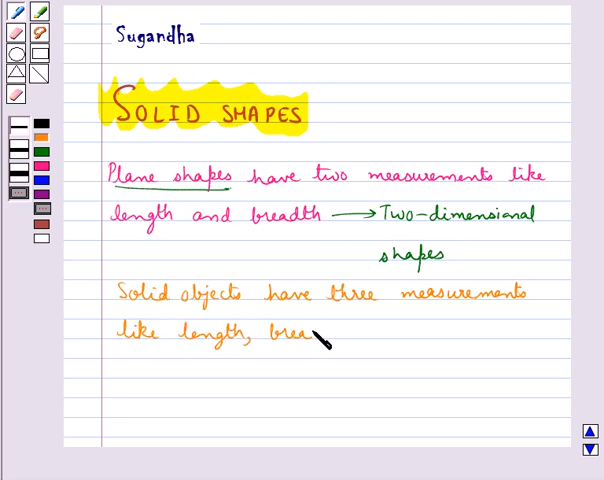 Sugandha
SOLID SHAPES
Plane shapes have two measurements like
length and breadth → Two-dimensional
shapes
Solid objects have three measurements
like length, brea